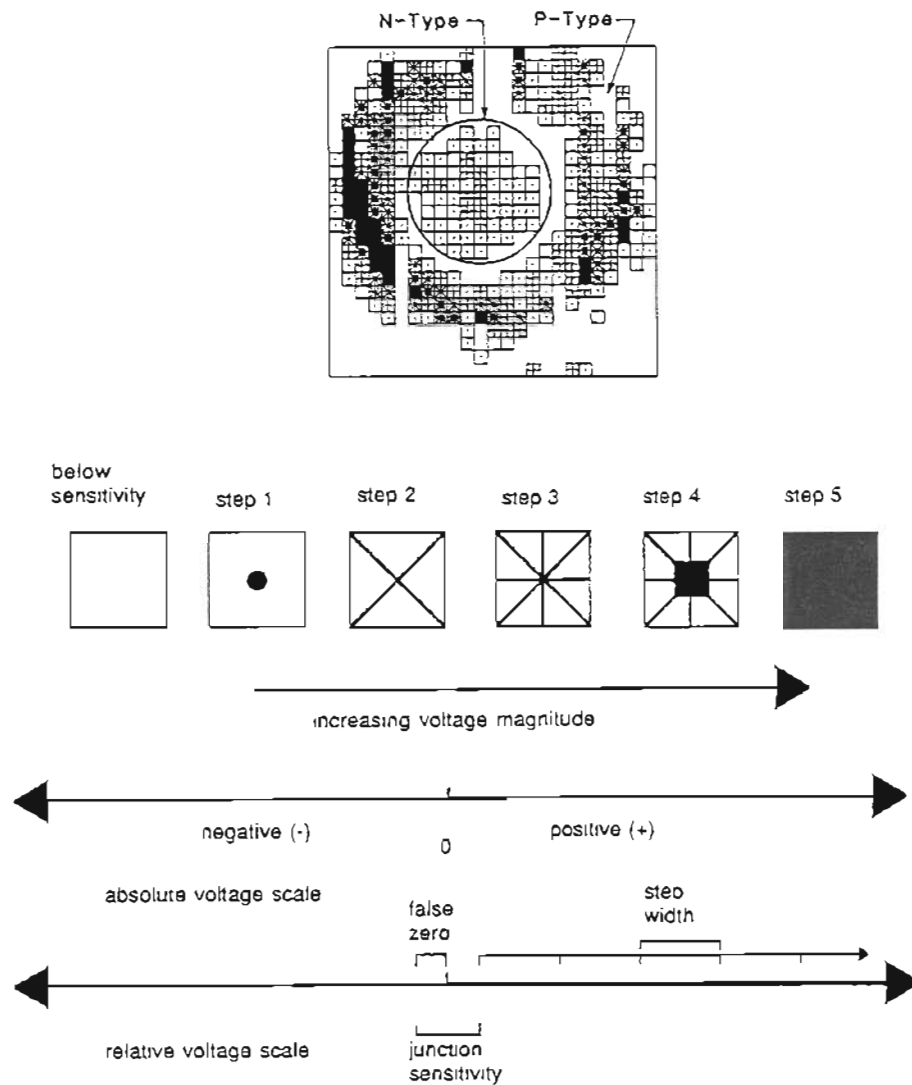 N-Type P-Type
below
sensitivity step 1 step 2 step 3 step 4 step 5
increasing voltage magnitude
negative (-) positive (+)
0
absolute voltage scale
false
zero
step
width
relative voltage scale
junction
sensitivity